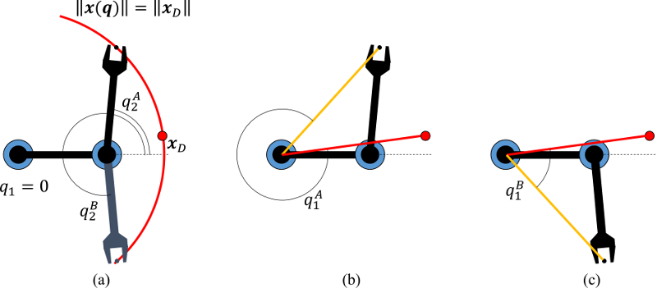 ‖𝒙(𝒒)‖ = ‖𝒙_D‖
q_2^A
𝒙_D
q_1 = 0
q_2^B
q_1^A
q_1^B
(a)
(b)
(c)